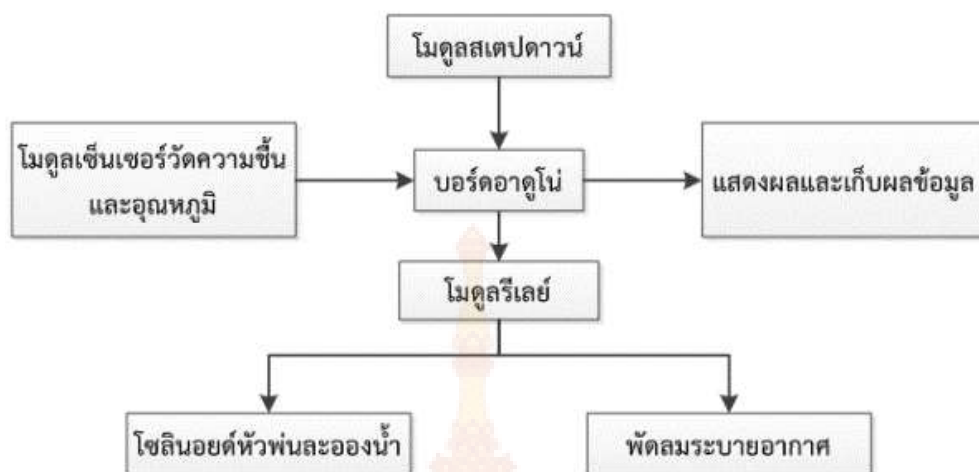 โมดูลสเตปดาวน์
โมดูลเซ็นเซอร์วัดความชื้น
และอุณหภูมิ
บอร์ดอาดูโน่
แสดงผลและเก็บผลข้อมูล
โมดูลรีเลย์
โซลินอยด์หัวพ่นละอองน้ำ
พัดลมระบายอากาศ